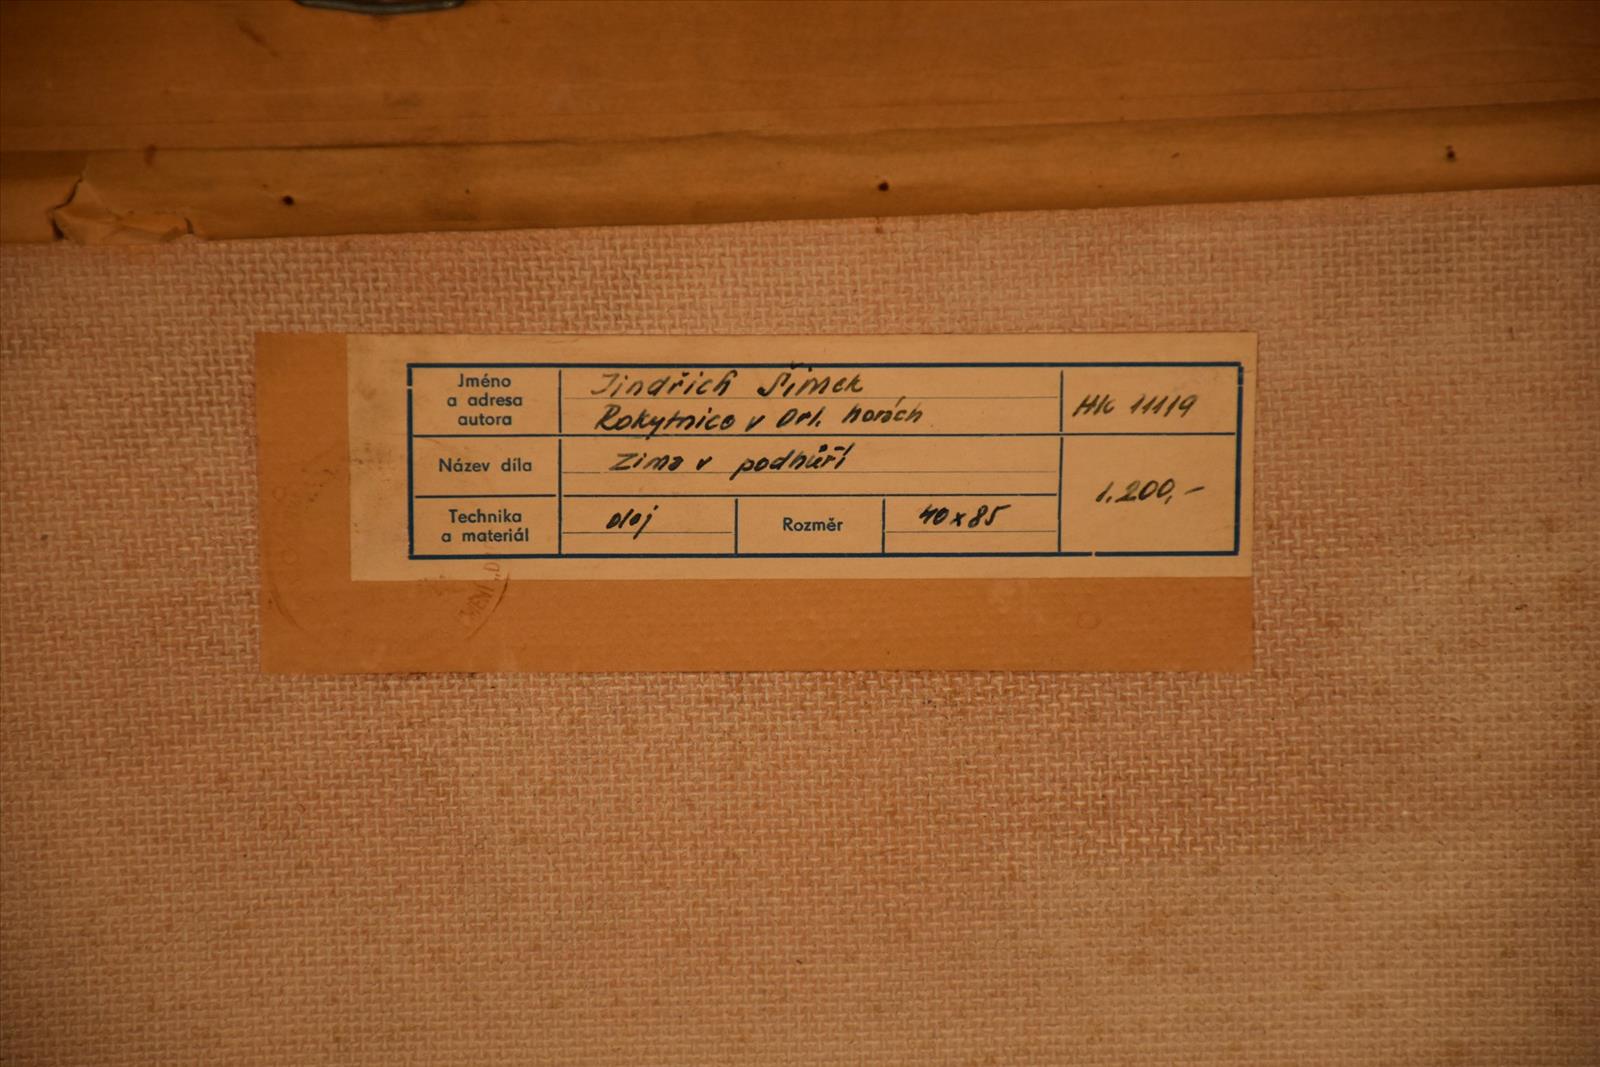 Jméno
a adresa
autora
Jindřich Šimek
Rokytnice v Orl. horách
HK 11119
Název díla
Zima v podhůří
1.200,-
Technika
a materiál
olej
Rozměr
40x85